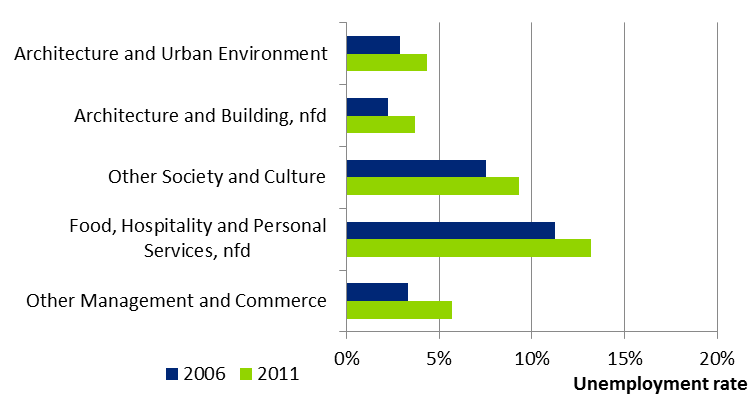 Architecture and Urban Environment
Architecture and Building, nfd
Other Society and Culture
Food, Hospitality and Personal
Services, nfd
Other Management and Commerce
0% 5% 10% 15% 20%
2006 2011
Unemployment rate